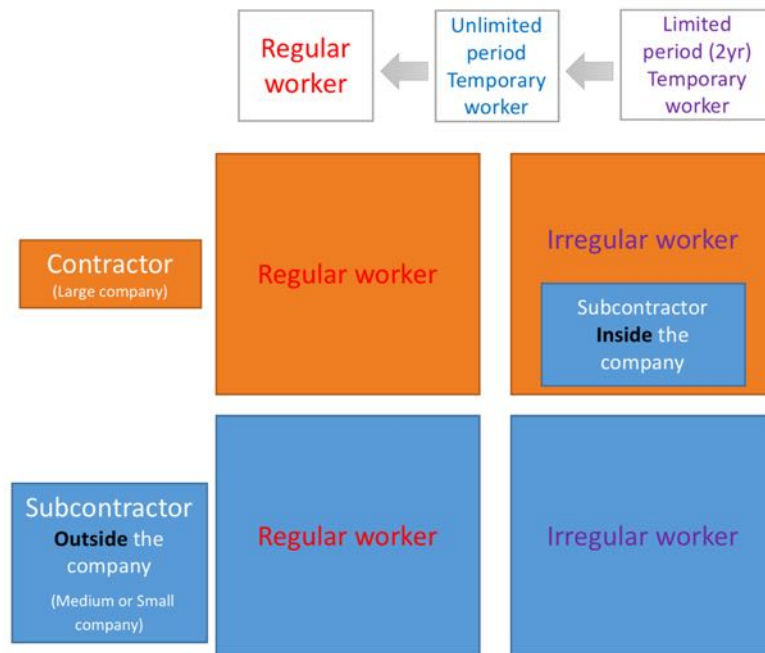 Regular
worker
Unlimited
period
Temporary
worker
Limited
period (2yr)
Temporary
worker
Contractor
(Large company)
Regular worker
Irregular worker
Subcontractor
Inside the
company
Subcontractor
Outside the
company
(Medium or Small
company)
Regular worker
Irregular worker